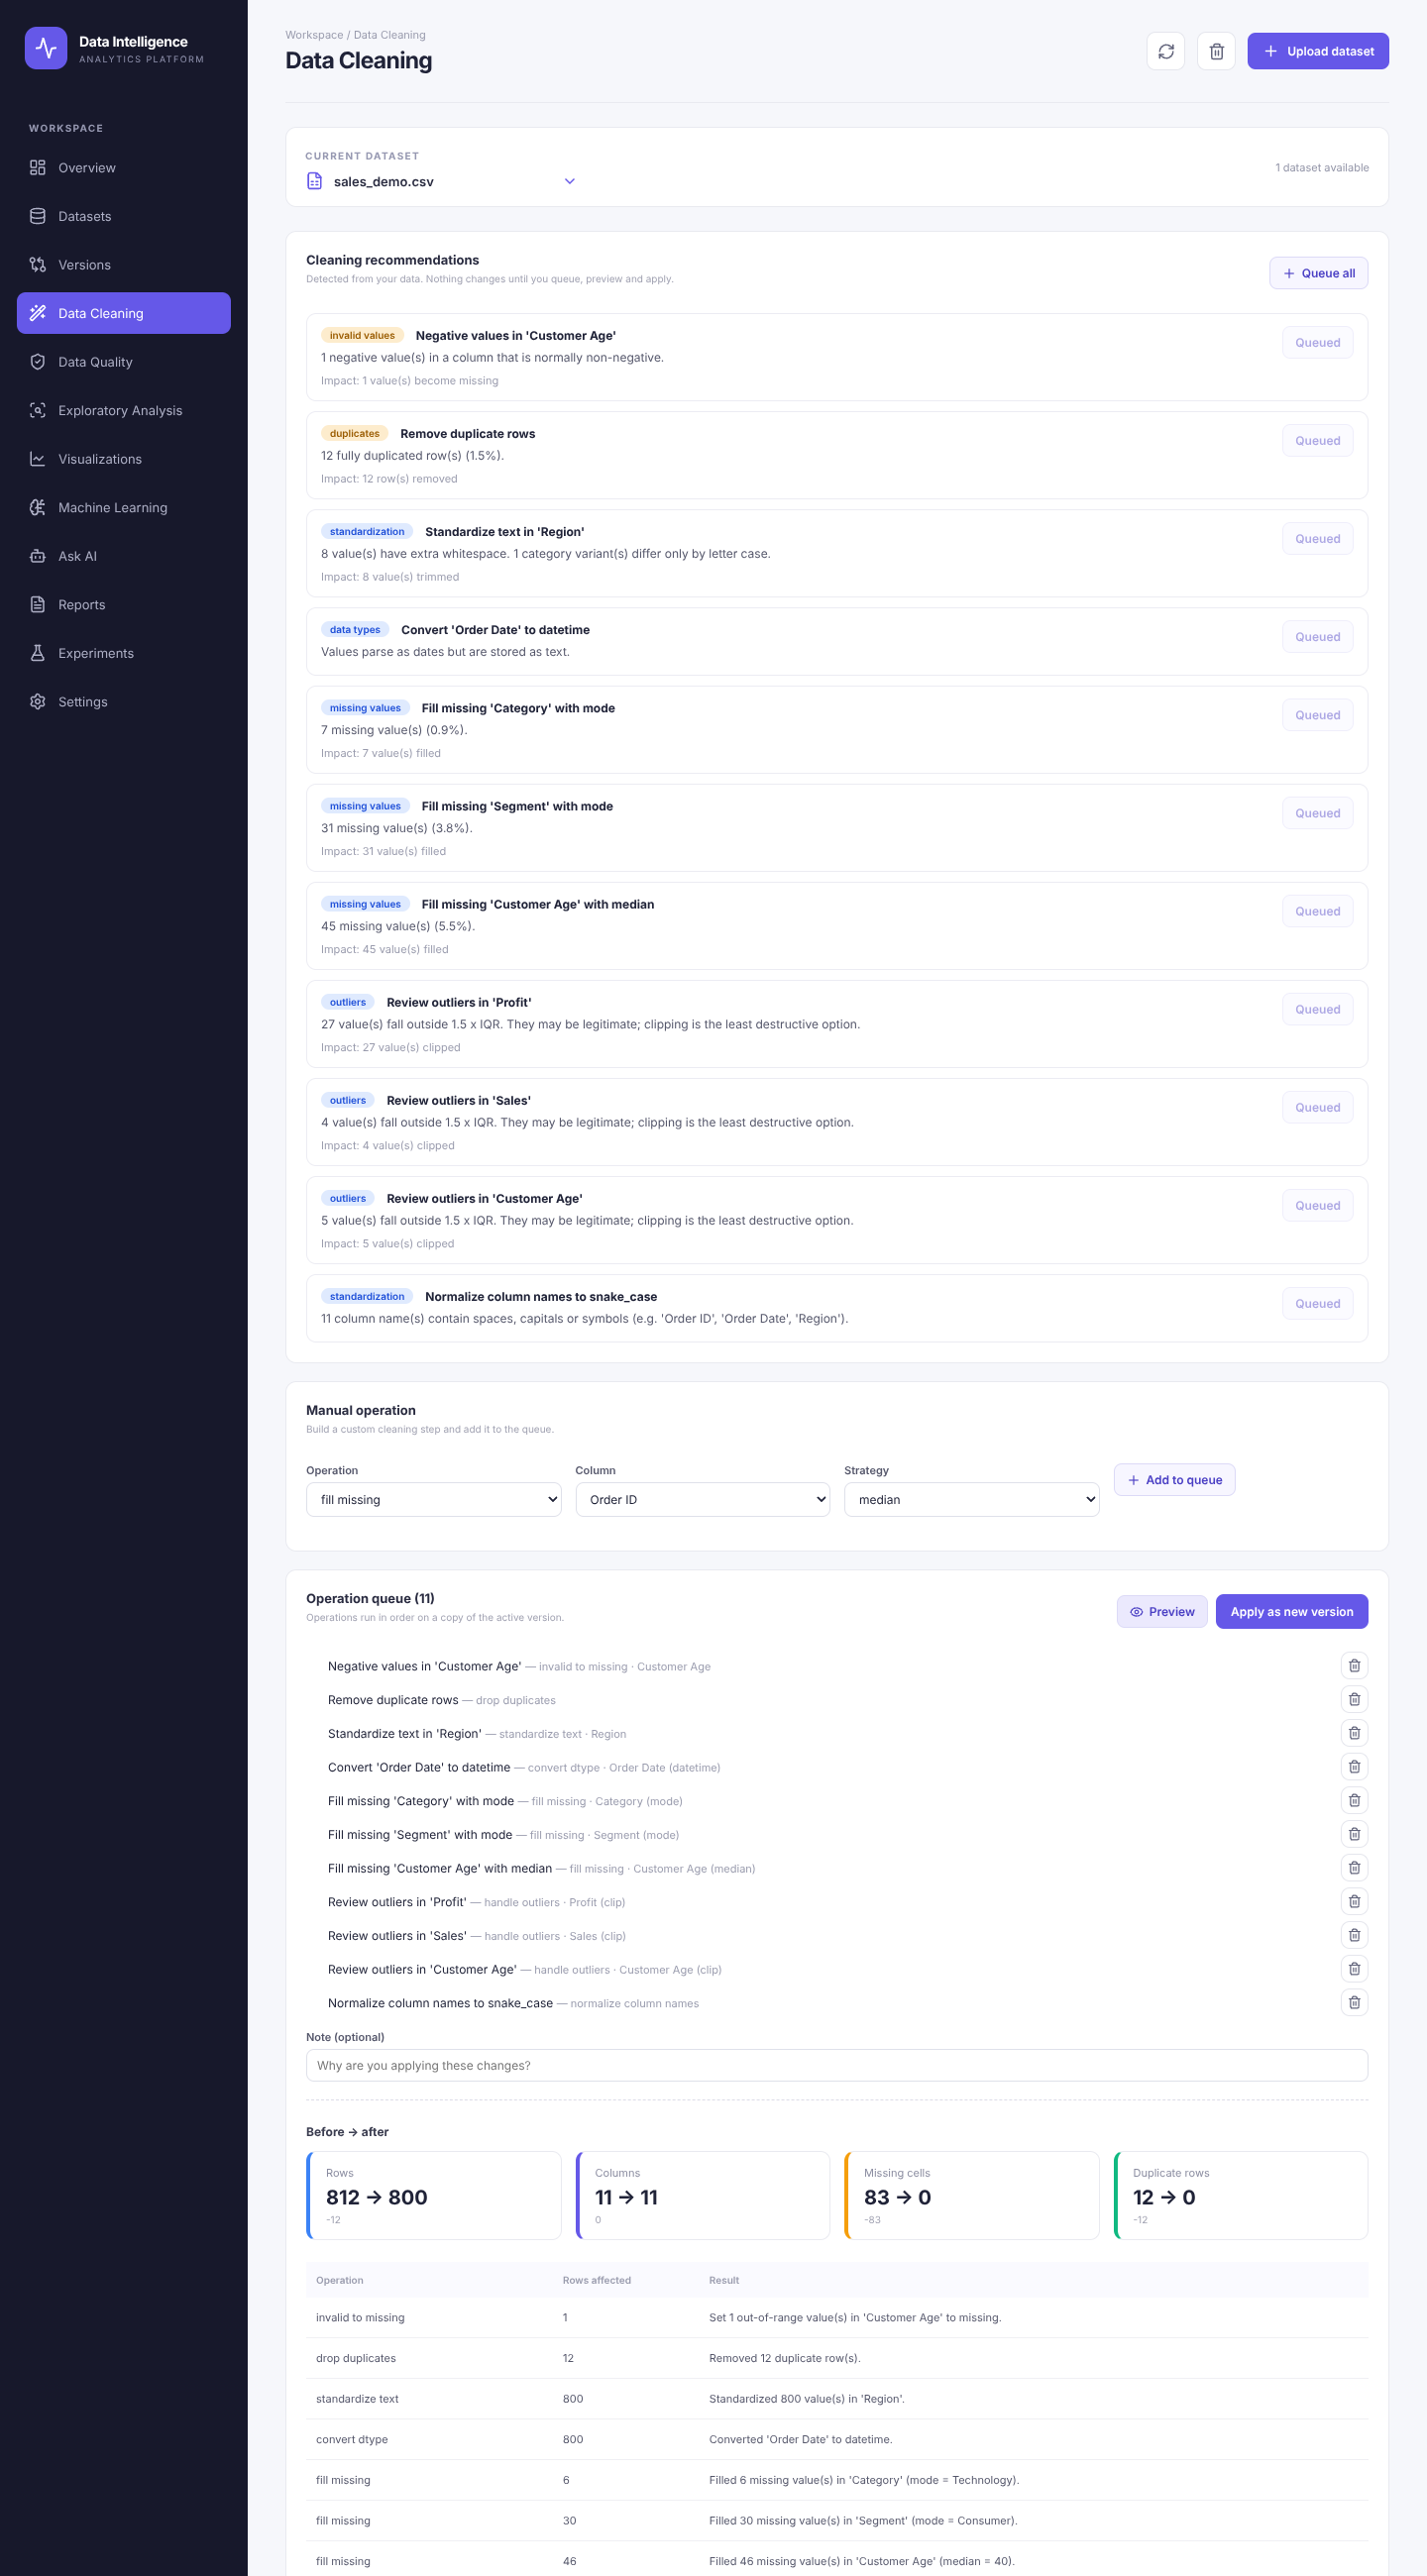 Data Intelligence
ANALYTICS PLATFORM
WORKSPACE
Overview
Datasets
Versions
Data Cleaning
Data Quality
Exploratory Analysis
Visualizations
Machine Learning
Ask AI
Reports
Experiments
Settings
Workspace / Data Cleaning
Data Cleaning
Upload dataset
CURRENT DATASET
sales_demo.csv
1 dataset available
Cleaning recommendations
Detected from your data. Nothing changes until you queue, preview and apply.
Queue all
invalid values Negative values in 'Customer Age'
1 negative value(s) in a column that is normally non-negative.
Impact: 1 value(s) become missing
Queued
duplicates Remove duplicate rows
12 fully duplicated row(s) (1.5%).
Impact: 12 row(s) removed
Queued
standardization Standardize text in 'Region'
8 value(s) have extra whitespace. 1 category variant(s) differ only by letter case.
Impact: 8 value(s) trimmed
Queued
data types Convert 'Order Date' to datetime
Values parse as dates but are stored as text.
Queued
missing values Fill missing 'Category' with mode
7 missing value(s) (0.9%).
Impact: 7 value(s) filled
Queued
missing values Fill missing 'Segment' with mode
31 missing value(s) (3.8%).
Impact: 31 value(s) filled
Queued
missing values Fill missing 'Customer Age' with median
45 missing value(s) (5.5%).
Impact: 45 value(s) filled
Queued
outliers Review outliers in 'Profit'
27 value(s) fall outside 1.5 x IQR. They may be legitimate; clipping is the least destructive option.
Impact: 27 value(s) clipped
Queued
outliers Review outliers in 'Sales'
4 value(s) fall outside 1.5 x IQR. They may be legitimate; clipping is the least destructive option.
Impact: 4 value(s) clipped
Queued
outliers Review outliers in 'Customer Age'
5 value(s) fall outside 1.5 x IQR. They may be legitimate; clipping is the least destructive option.
Impact: 5 value(s) clipped
Queued
standardization Normalize column names to snake_case
11 column name(s) contain spaces, capitals or symbols (e.g. 'Order ID', 'Order Date', 'Region').
Queued
Manual operation
Build a custom cleaning step and add it to the queue.
Operation Column Strategy
fill missing Order ID median
Add to queue
Operation queue (11)
Operations run in order on a copy of the active version.
Preview
Apply as new version
Negative values in 'Customer Age' — invalid to missing · Customer Age
Remove duplicate rows — drop duplicates
Standardize text in 'Region' — standardize text · Region
Convert 'Order Date' to datetime — convert dtype · Order Date (datetime)
Fill missing 'Category' with mode — fill missing · Category (mode)
Fill missing 'Segment' with mode — fill missing · Segment (mode)
Fill missing 'Customer Age' with median — fill missing · Customer Age (median)
Review outliers in 'Profit' — handle outliers · Profit (clip)
Review outliers in 'Sales' — handle outliers · Sales (clip)
Review outliers in 'Customer Age' — handle outliers · Customer Age (clip)
Normalize column names to snake_case — normalize column names
Note (optional)
Why are you applying these changes?
Before → after
Rows
812 → 800
-12
Columns
11 → 11
0
Missing cells
83 → 0
-83
Duplicate rows
12 → 0
-12
Operation Rows affected Result
invalid to missing 1 Set 1 out-of-range value(s) in 'Customer Age' to missing.
drop duplicates 12 Removed 12 duplicate row(s).
standardize text 800 Standardized 800 value(s) in 'Region'.
convert dtype 800 Converted 'Order Date' to datetime.
fill missing 6 Filled 6 missing value(s) in 'Category' (mode = Technology).
fill missing 30 Filled 30 missing value(s) in 'Segment' (mode = Consumer).
fill missing 46 Filled 46 missing value(s) in 'Customer Age' (median = 40).